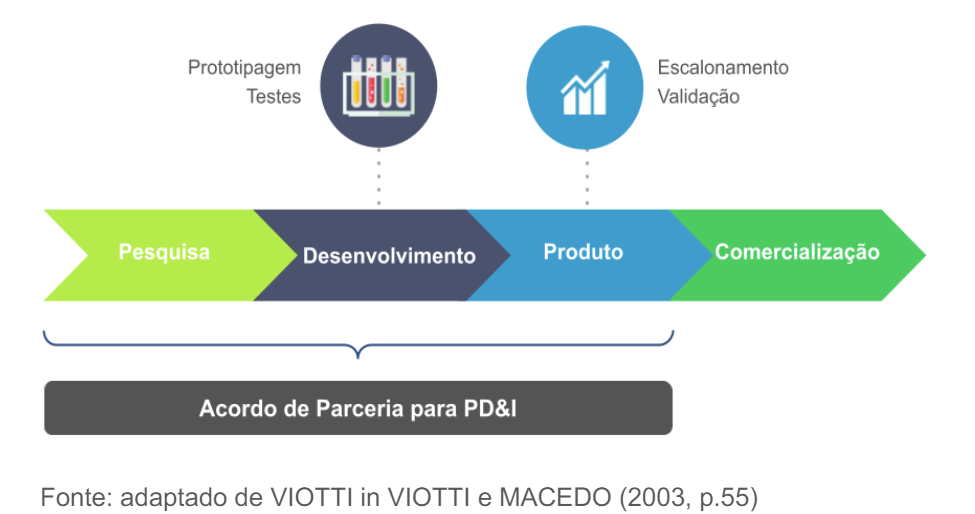 Prototipagem
Testes
Escalonamento
Validação
Pesquisa
Desenvolvimento
Produto
Comercialização
Acordo de Parceria para PD&I
Fonte: adaptado de VIOTTI in VIOTTI e MACEDO (2003, p.55)